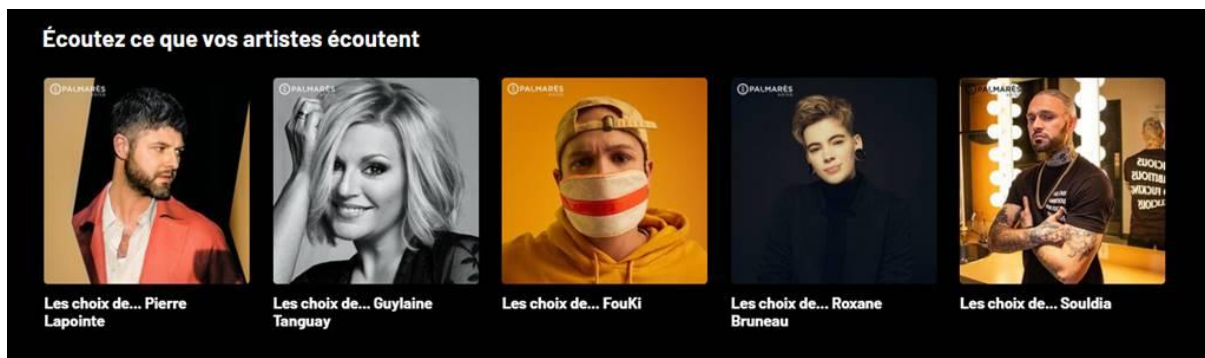 Écoutez ce que vos artistes écoutent
PALMARÈS
PALMARÈS
PALMARÈS
PALMARÈS
PALMARÈS
Les choix de... Pierre
Lapointe
Les choix de... Guylaine
Tanguay
Les choix de... FouKi
Les choix de... Roxane
Bruneau
Les choix de... Souldia